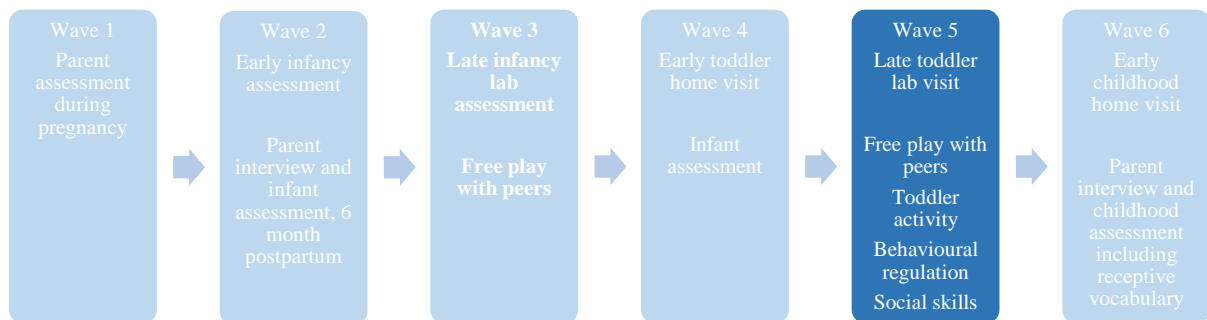 Wave 1
Parent
assessment
during
pregnancy
Wave 2
Early infancy
assessment
Parent
interview and
infant
assessment, 6
month
postpartum
Wave 3
Late infancy
lab
assessment
Free play
with peers
Wave 4
Early toddler
home visit
Infant
assessment
Wave 5
Late toddler
lab visit
Free play with
peers
Toddler
activity
Behavioural
regulation
Social skills
Wave 6
Early
childhood
home visit
Parent
interview and
childhood
assessment
including
receptive
vocabulary